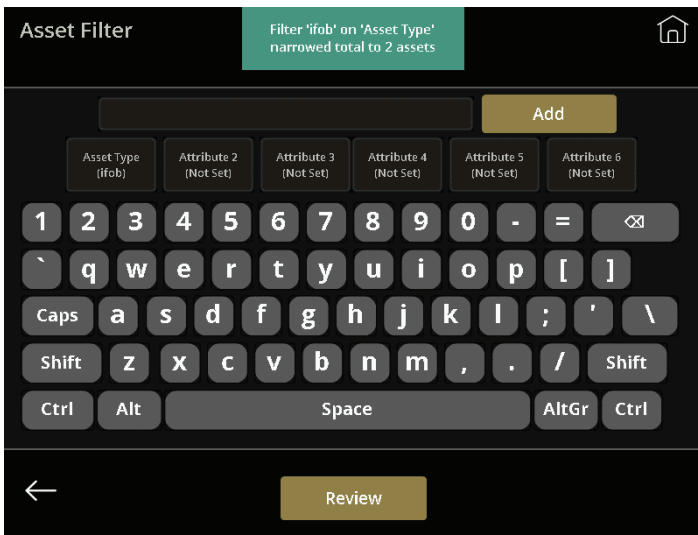 Asset Filter
Filter 'ifob' on 'Asset Type'
narrowed total to 2 assets
Add
Asset Type
(ifob)
Attribute 2
(Not Set)
Attribute 3
(Not Set)
Attribute 4
(Not Set)
Attribute 5
(Not Set)
Attribute 6
(Not Set)
1 2 3 4 5 6 7 8 9 0 - =
` q w e r t y u i o p [ ]
Caps a s d f g h j k l ; ' \
Shift z x c v b n m , . / Shift
Ctrl Alt Space AltGr Ctrl
Review